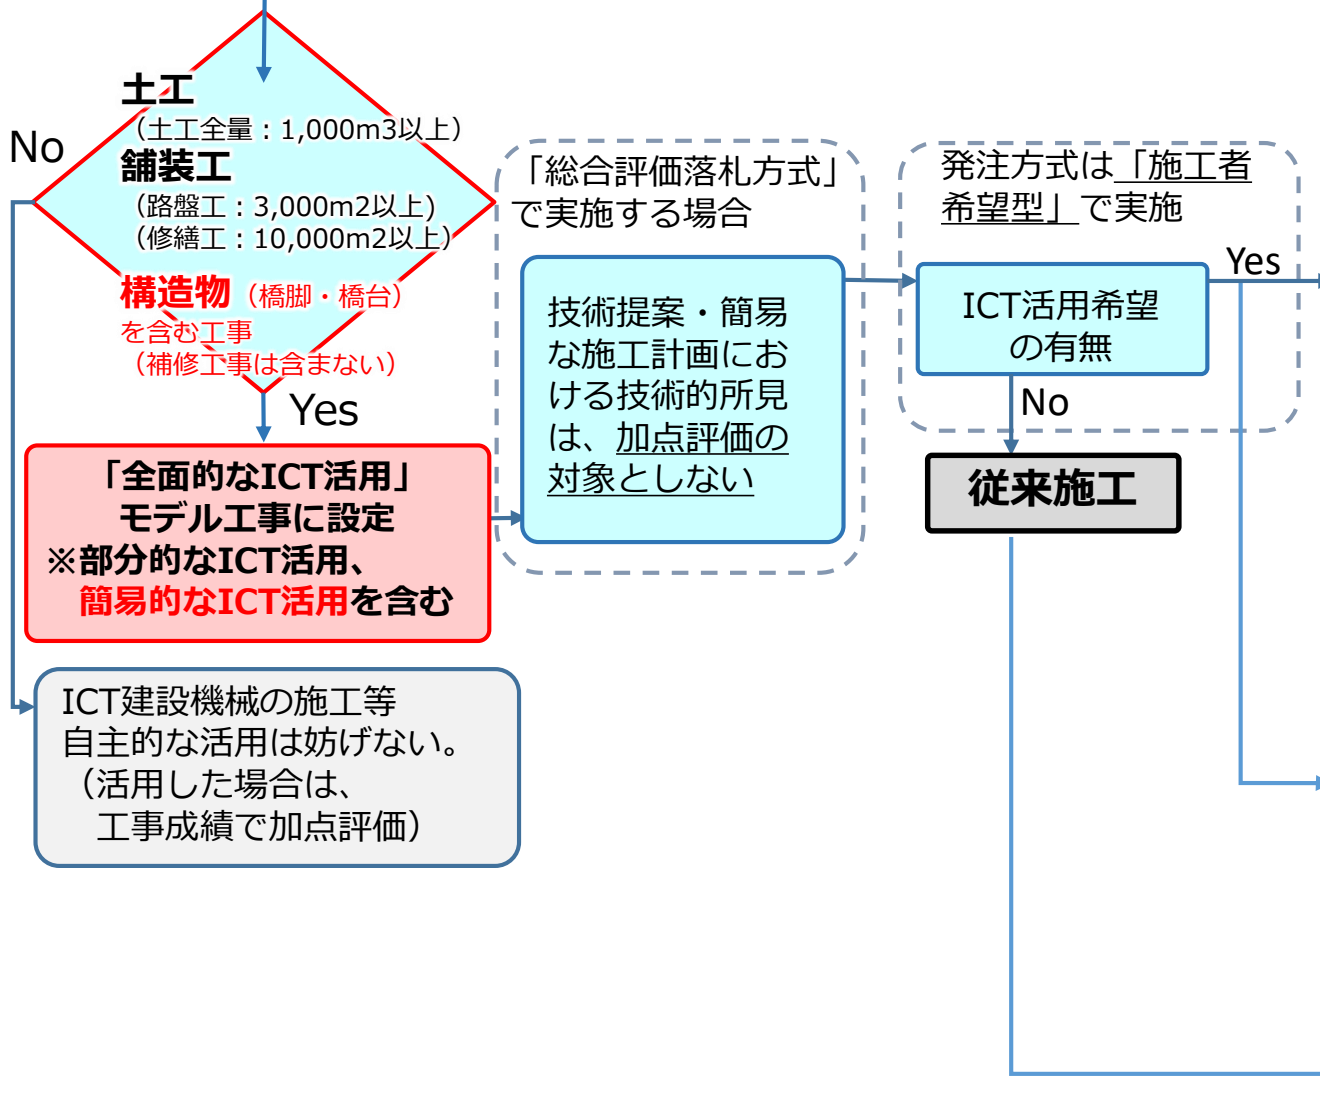 土工
（土工全量：1,000m3以上）
舗装工
（路盤工：3,000m2以上)
（修繕工：10,000m2以上）
構造物（橋脚・橋台）
を含む工事
（補修工事は含まない）
No
Yes
「全面的なICT活用」
モデル工事に設定
※部分的なICT活用、
簡易的なICT活用を含む
ICT建設機械の施工等
自主的な活用は妨げない。
（活用した場合は、
工事成績で加点評価）
「総合評価落札方式」
で実施する場合
技術提案・簡易
な施工計画にお
ける技術的所見
は、加点評価の
対象としない
発注方式は「施工者
希望型」で実施
ICT活用希望
の有無
Yes
No
従来施工